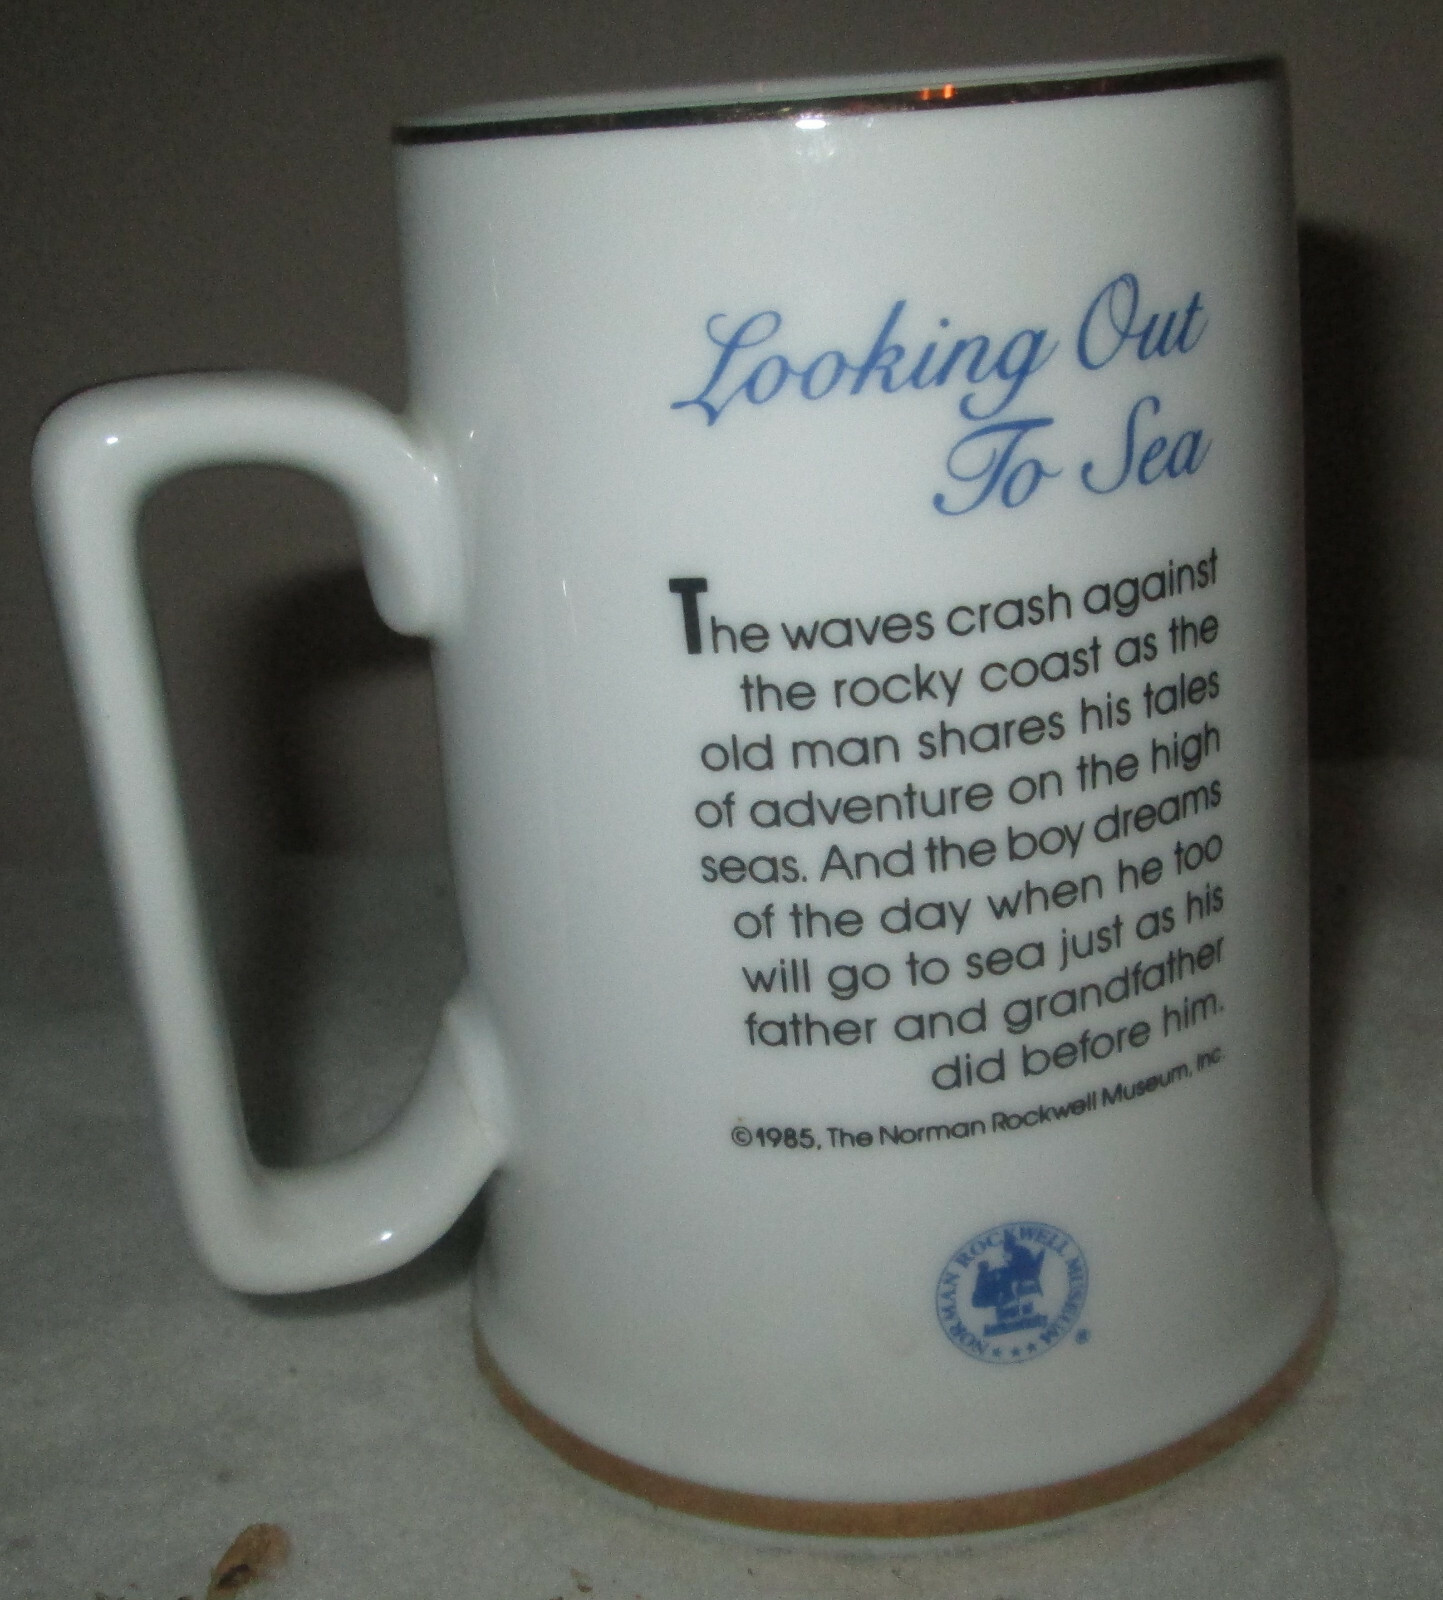 Looking Out
To Sea
The waves crash against
the rocky coast as the
old man shares his tales
of adventure on the high
seas. And the boy dreams
of the day when he too
will go to sea just as his
father and grandfather
did before him.
©1985, The Norman Rockwell Museum, Inc.
NORMAN ROCKWELL MUSEUM ®